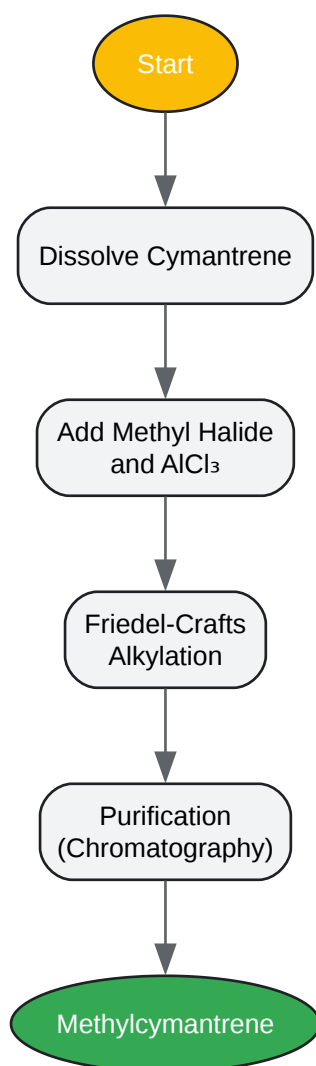 Start
Dissolve Cymantrene
Add Methyl Halide
and AlCl₃
Friedel-Crafts
Alkylation
Purification
(Chromatography)
Methylcymantrene